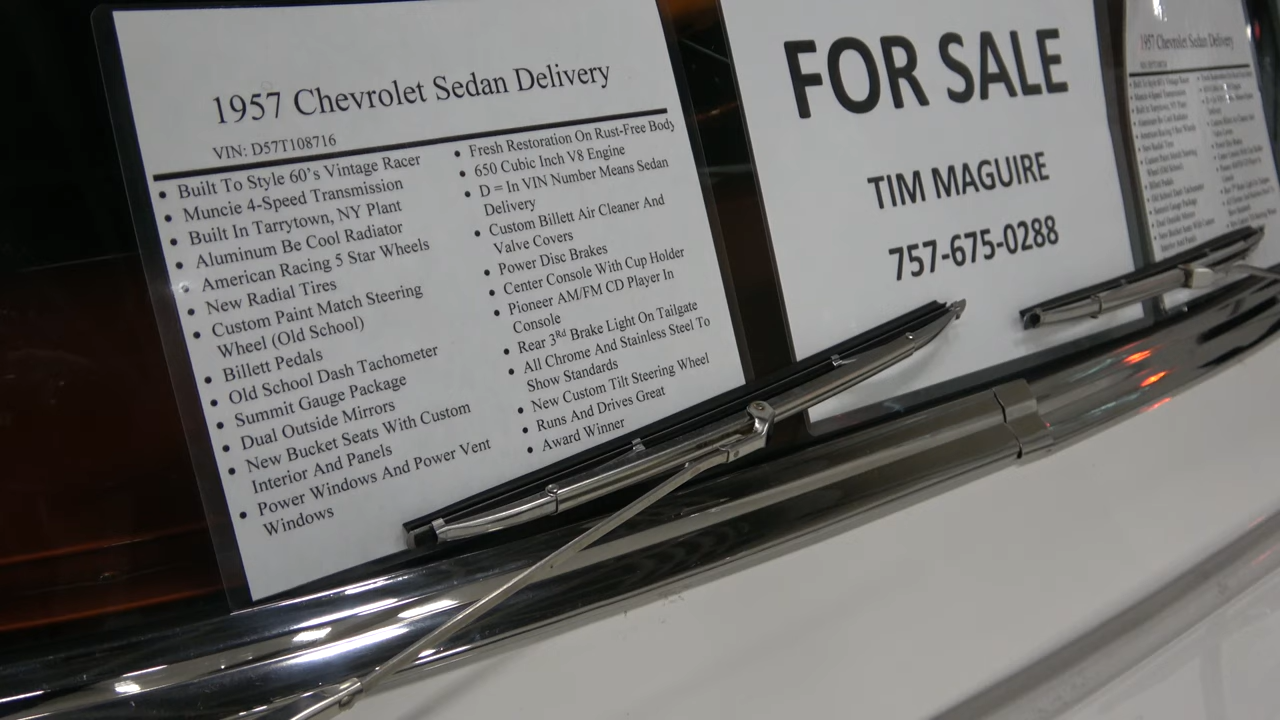 1957 Chevrolet Sedan Delivery
VIN: D57T108716
• Built To Style 60's Vintage Racer
• Muncie 4-Speed Transmission
• Built In Tarrytown, NY Plant
• Aluminum Be Cool Radiator
• American Racing 5 Star Wheels
• New Radial Tires
• Custom Paint Match Steering
Wheel (Old School)
• Billett Pedals
• Old School Dash Tachometer
• Summit Gauge Package
• Dual Outside Mirrors
• New Bucket Seats With Custom
Interior And Panels
• Power Windows And Power Vent
Windows
• Fresh Restoration On Rust-Free Body
• 650 Cubic Inch V8 Engine
• D = In VIN Number Means Sedan
Delivery
• Custom Billett Air Cleaner And
Valve Covers
• Power Disc Brakes
• Center Console With Cup Holder
• Pioneer AM/FM CD Player In
Console
• Rear 3Rd Brake Light On Tailgate
• All Chrome And Stainless Steel To
Show Standards
• New Custom Tilt Steering Wheel
• Runs And Drives Great
• Award Winner
FOR SALE
TIM MAGUIRE
757-675-0288
1957 Chevrolet Sedan Delivery